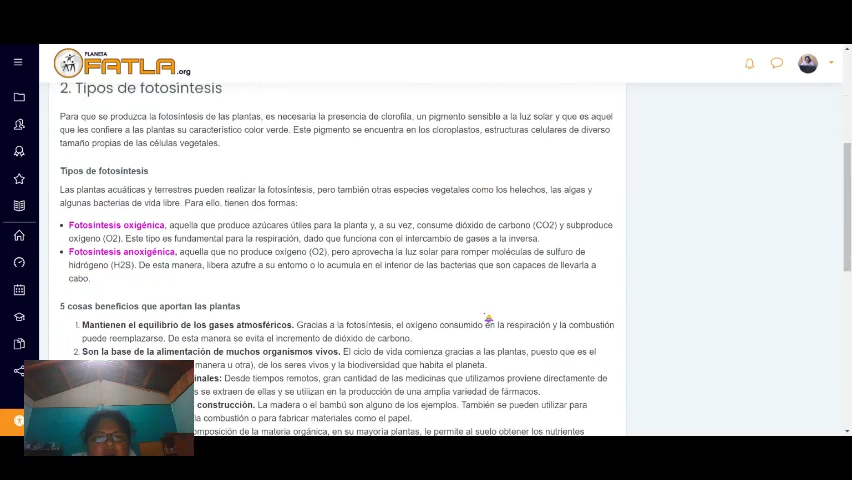 PLANETA
FATLA.org
2. Tipos de fotosíntesis
Para que se produzca la fotosíntesis de las plantas, es necesaria la presencia de clorofila, un pigmento sensible a la luz solar y que es aquel
que les confiere a las plantas su característico color verde. Este pigmento se encuentra en los cloroplastos, estructuras celulares de diverso
tamaño propias de las células vegetales.
Tipos de fotosíntesis
Las plantas acuáticas y terrestres pueden realizar la fotosíntesis, pero también otras especies vegetales como los helechos, las algas y
algunas bacterias de vida libre. Para ello, tienen dos formas:
Fotosíntesis oxigénica, aquella que produce azúcares útiles para la planta y, a su vez, consume dióxido de carbono (CO2) y subproduce
oxígeno (O2). Este tipo es fundamental para la respiración, dado que funciona con el intercambio de gases a la inversa.
Fotosíntesis anoxigénica, aquella que no produce oxígeno (O2), pero aprovecha la luz solar para romper moléculas de sulfuro de
hidrógeno (H2S). De esta manera, libera azufre a su entorno o lo acumula en el interior de las bacterias que son capaces de llevarla a
cabo.
5 cosas beneficios que aportan las plantas
1. Mantienen el equilibrio de los gases atmosféricos. Gracias a la fotosíntesis, el oxígeno consumido en la respiración y la combustión
puede reemplazarse. De esta manera se evita el incremento de dióxido de carbono.
2. Son la base de la alimentación de muchos organismos vivos. El ciclo de vida comienza gracias a las plantas, puesto que es el
manera u otra), de los seres vivos y la biodiversidad que habita el planeta.
inales: Desde tiempos remotos, gran cantidad de las medicinas que utilizamos proviene directamente de
s se extraen de ellas y se utilizan en la producción de una amplia variedad de fármacos.
construcción. La madera o el bambú son alguno de los ejemplos. También se pueden utilizar para
la combustión o para fabricar materiales como el papel.
omposición de la materia orgánica, en su mayoría plantas, le permite al suelo obtener los nutrientes